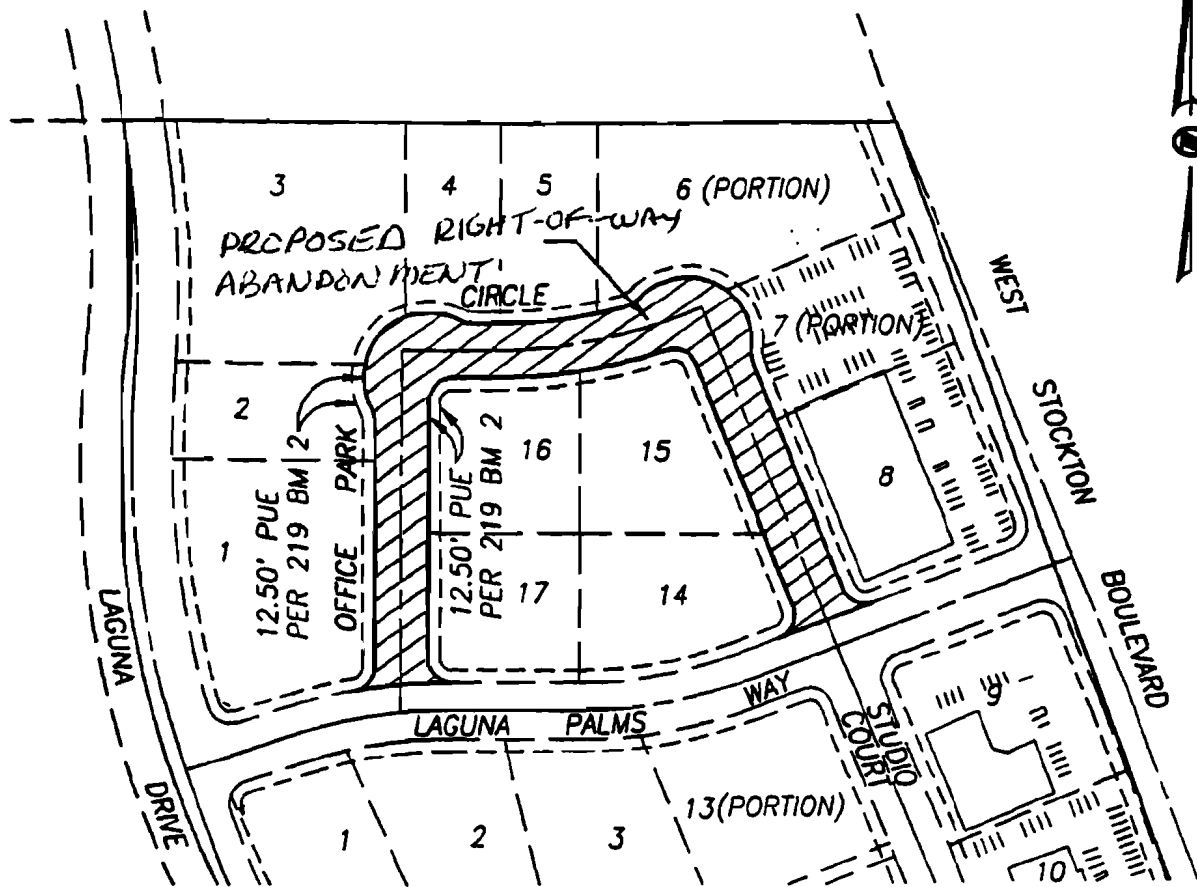 3
4
5
6 (PORTION)
PROPOSED RIGHT-OF-WAY
ABANDONMENT
CIRCLE
WEST
7 (PORTION)
2
12.50' PUE
PER 219 BM 2
OFFICE PARK
12.50' PUE
PER 219 BM 2
16
15
8
STOCKTON
1
17
14
LAGUNA
BOULEVARD
WAY
9
LAGUNA PALMS
STUDIO
COURT
DRIVE
13(PORTION)
1
2
3
10